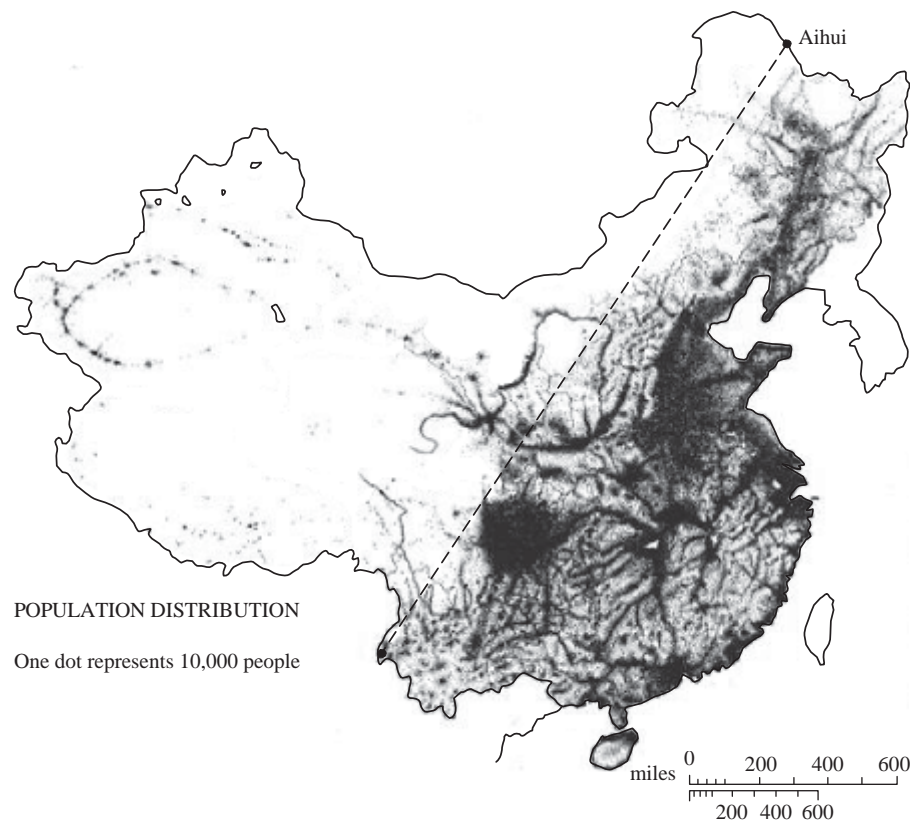 Aihui
POPULATION DISTRIBUTION
One dot represents 10,000 people
miles 0 200 400 600
200 400 600